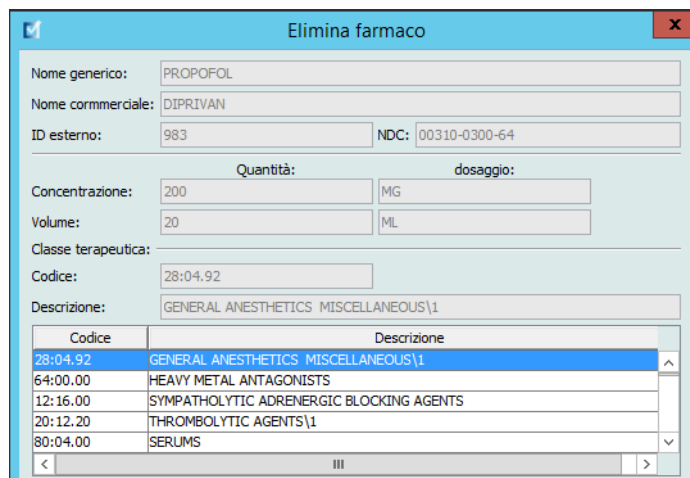 Elimina farmaco x
Nome generico: PROPOFOL
Nome cormmerciale: DIPRIVAN
ID esterno: 983 NDC: 00310-0300-64
Quantità: dosaggio:
Concentrazione: 200 MG
Volume: 20 ML
Classe terapeutica:
Codice: 28:04.92
Descrizione: GENERAL ANESTHETICS MISCELLANEOUS\1
Codice Descrizione
28:04.92 GENERAL ANESTHETICS MISCELLANEOUS\1
64:00.00 HEAVY METAL ANTAGONISTS
12:16.00 SYMPATHOLYTIC ADRENERGIC BLOCKING AGENTS
20:12.20 THROMBOLYTIC AGENTS\1
80:04.00 SERUMS